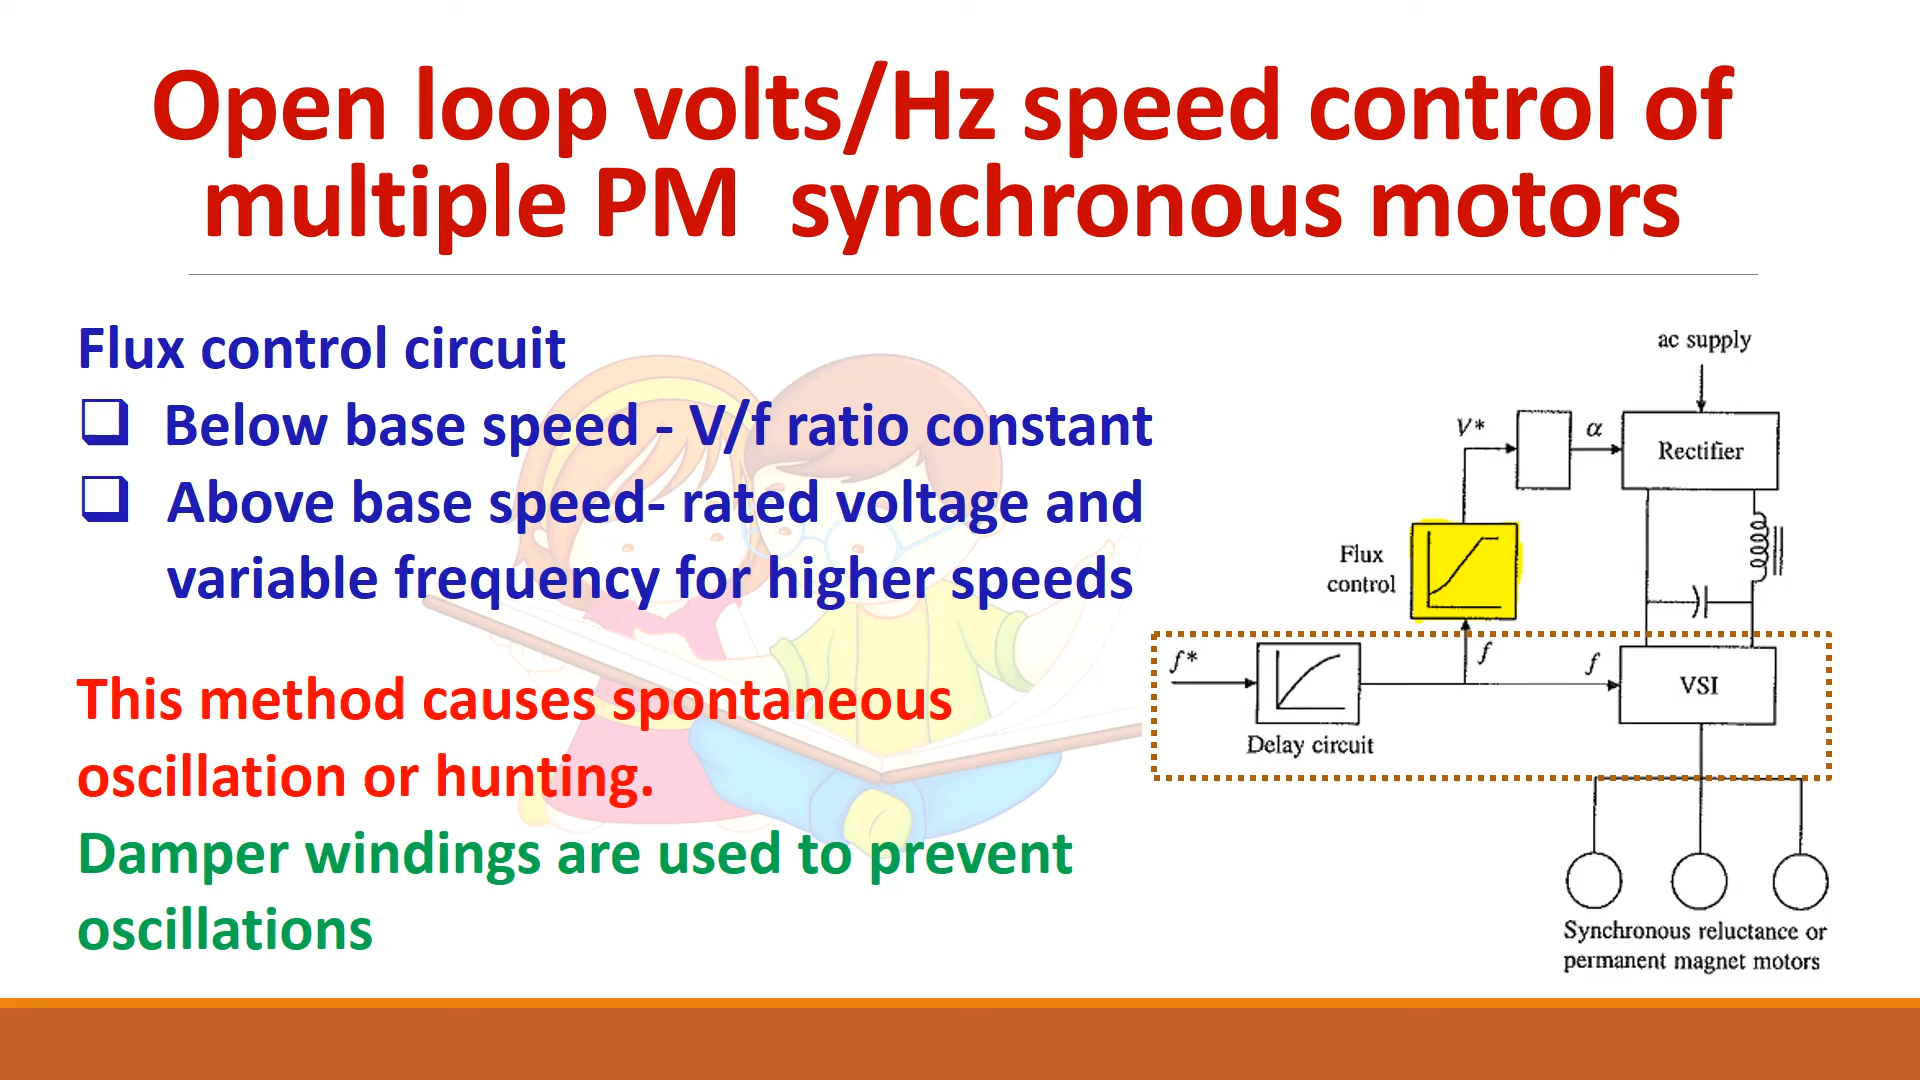 Open loop volts/Hz speed control of
multiple PM synchronous motors
Flux control circuit
❑ Below base speed - V/f ratio constant
❑ Above base speed- rated voltage and
variable frequency for higher speeds
This method causes spontaneous
oscillation or hunting.
Damper windings are used to prevent
oscillations
ac supply
V*
α
Rectifier
Flux
control
f*
f
f
VSI
Delay circuit
Synchronous reluctance or
permanent magnet motors